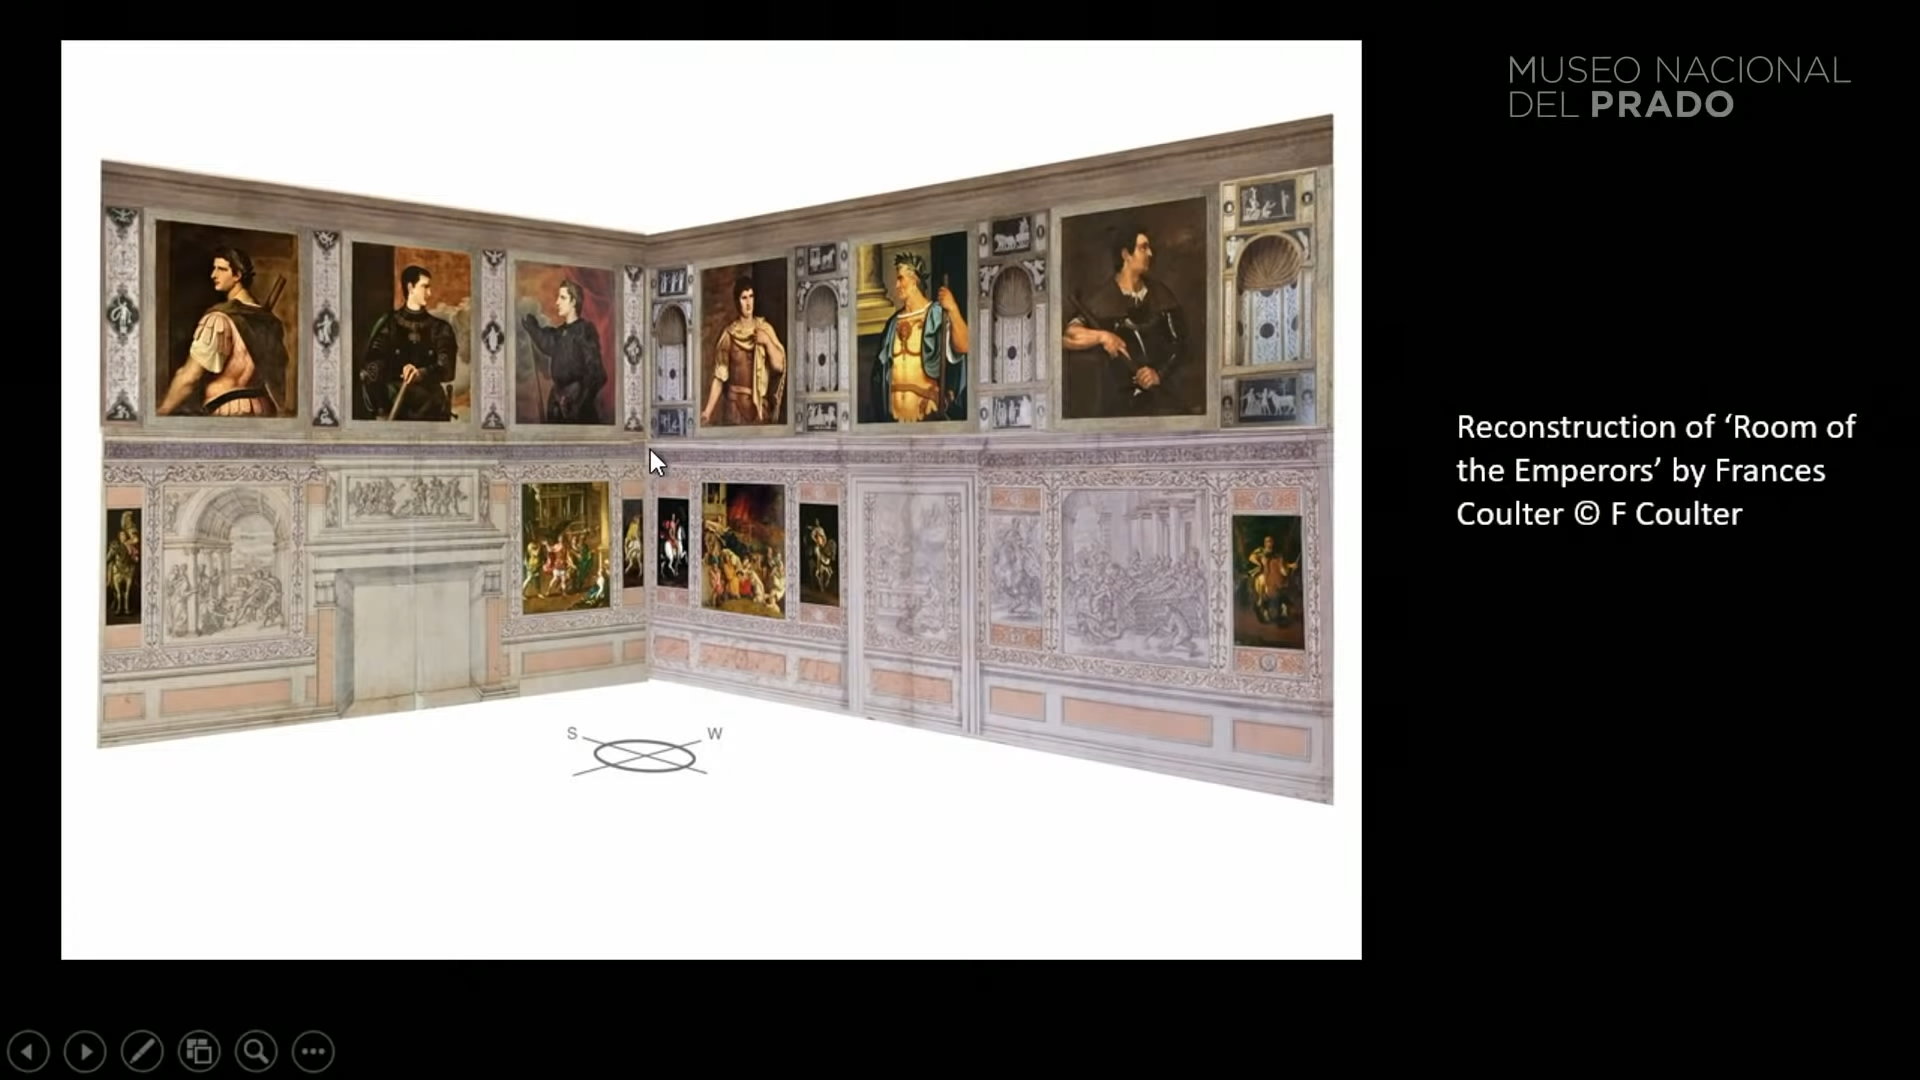 MUSEO NACIONAL
DEL PRADO
Reconstruction of ‘Room of
the Emperors’ by Frances
Coulter © F Coulter
S
W